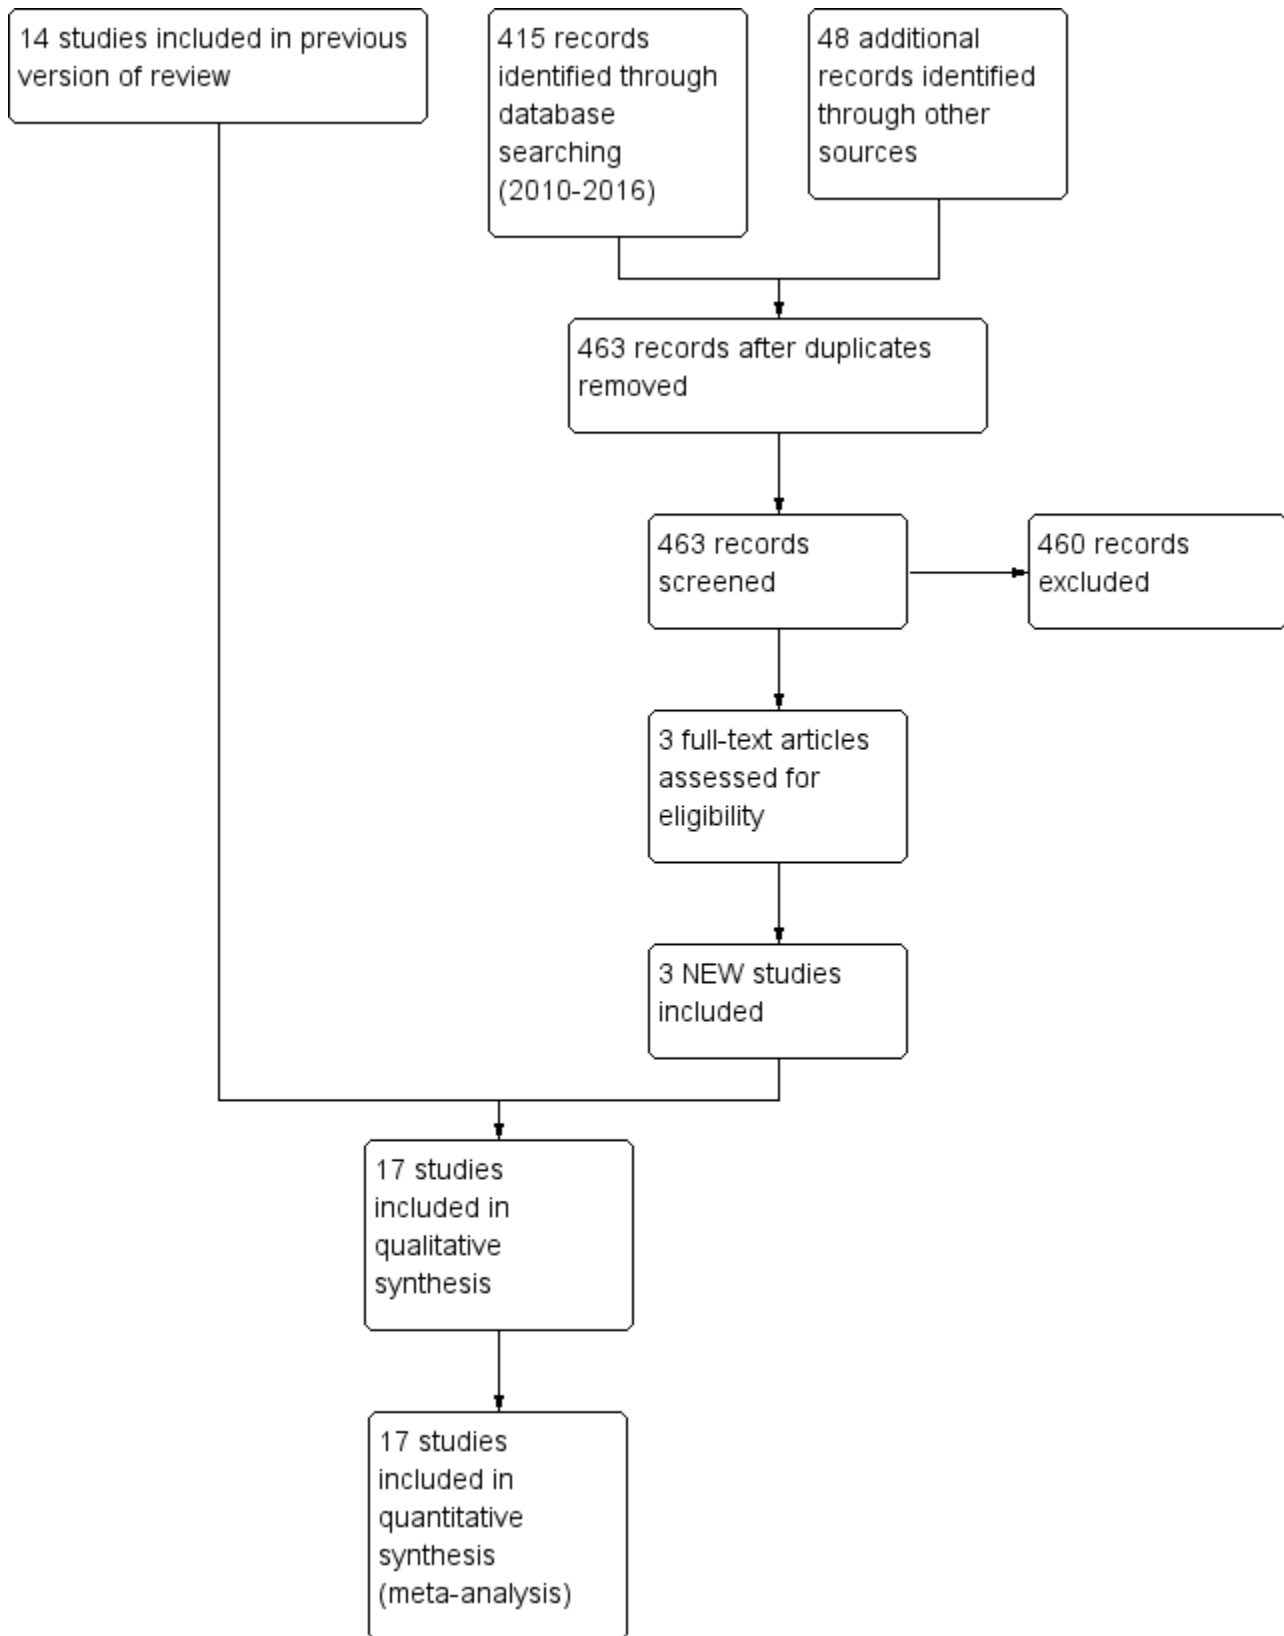 14 studies included in previous
version of review
415 records
identified through
database
searching
(2010-2016)
48 additional
records identified
through other
sources
463 records after duplicates
removed
463 records
screened
460 records
excluded
3 full-text articles
assessed for
eligibility
3 NEW studies
included
17 studies
included in
qualitative
synthesis
17 studies
included in
quantitative
synthesis
(meta-analysis)